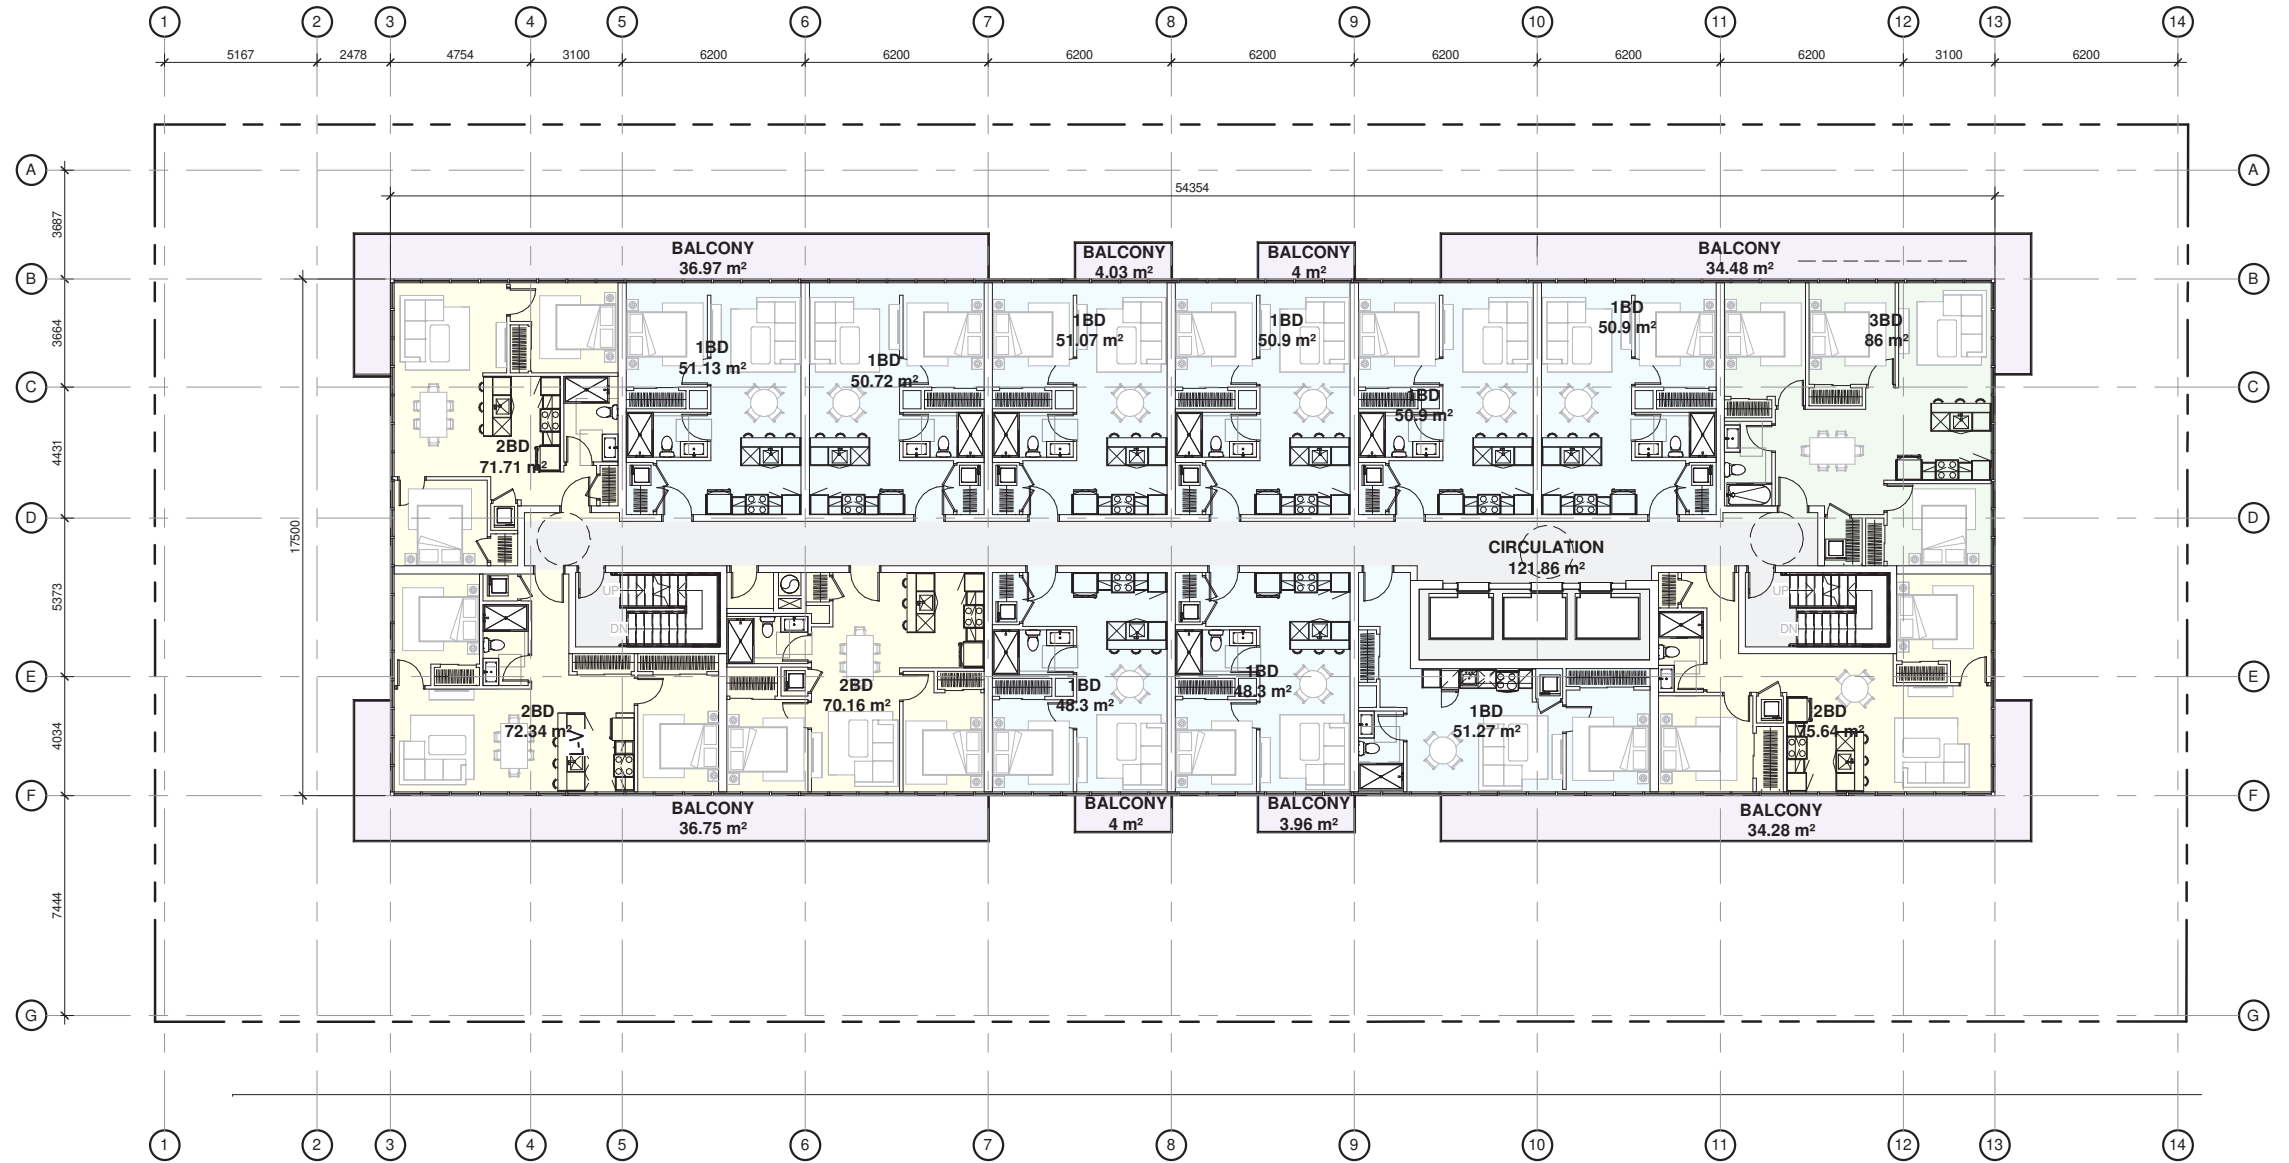 1 2 3 4 5 6 7 8 9 10 11 12 13 14
5167 2478 4754 3100 6200 6200 6200 6200 6200 6200 6200 3100 6200
A A
54354
3687
BALCONY
36.97 m²
BALCONY
4.03 m²
BALCONY
4 m²
BALCONY
34.48 m²
B B
3664
1BD
51.13 m²
1BD
50.72 m²
1BD
51.07 m²
1BD
50.9 m²
1BD
50.9 m²
1BD
50.9 m²
3BD
86 m²
C C
4431
2BD
71.71 m²
D D
17500
CIRCULATION
121.86 m²
5373
UP
DN
UP
DN
E E
4034
2BD
72.34 m²
L-V
2BD
70.16 m²
1BD
48.3 m²
1BD
48.3 m²
1BD
51.27 m²
2BD
75.64 m²
F F
BALCONY
36.75 m²
BALCONY
4 m²
BALCONY
3.96 m²
BALCONY
34.28 m²
7444
G G
1 2 3 4 5 6 7 8 9 10 11 12 13 14